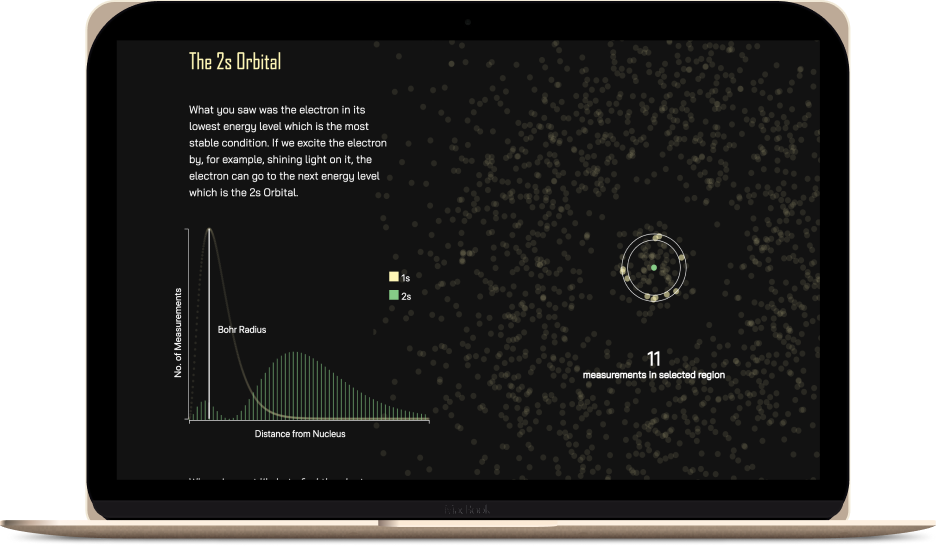 The 2s Orbital
What you saw was the electron in its
lowest energy level which is the most
stable condition. If we excite the electron
by, for example, shining light on it, the
electron can go to the next energy level
which is the 2s Orbital.
No. of Measurements
Bohr Radius
1s
2s
Distance from Nucleus
11
measurements in selected region
MacBook